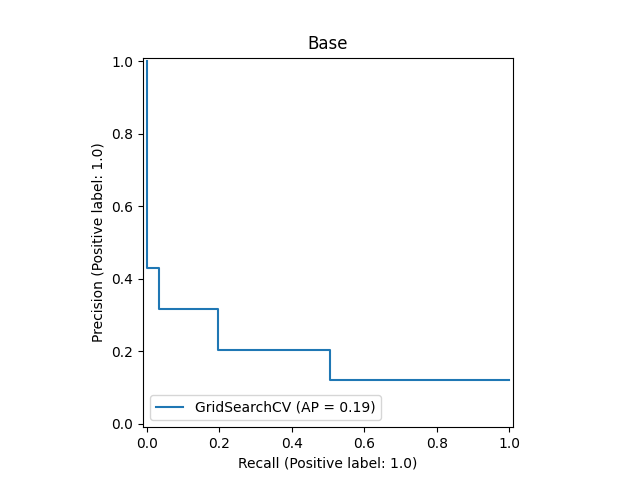 Base
1.0
0.8
0.6
0.4
0.2
0.0
Precision (Positive label: 1.0)
GridSearchCV (AP = 0.19)
0.0 0.2 0.4 0.6 0.8 1.0
Recall (Positive label: 1.0)